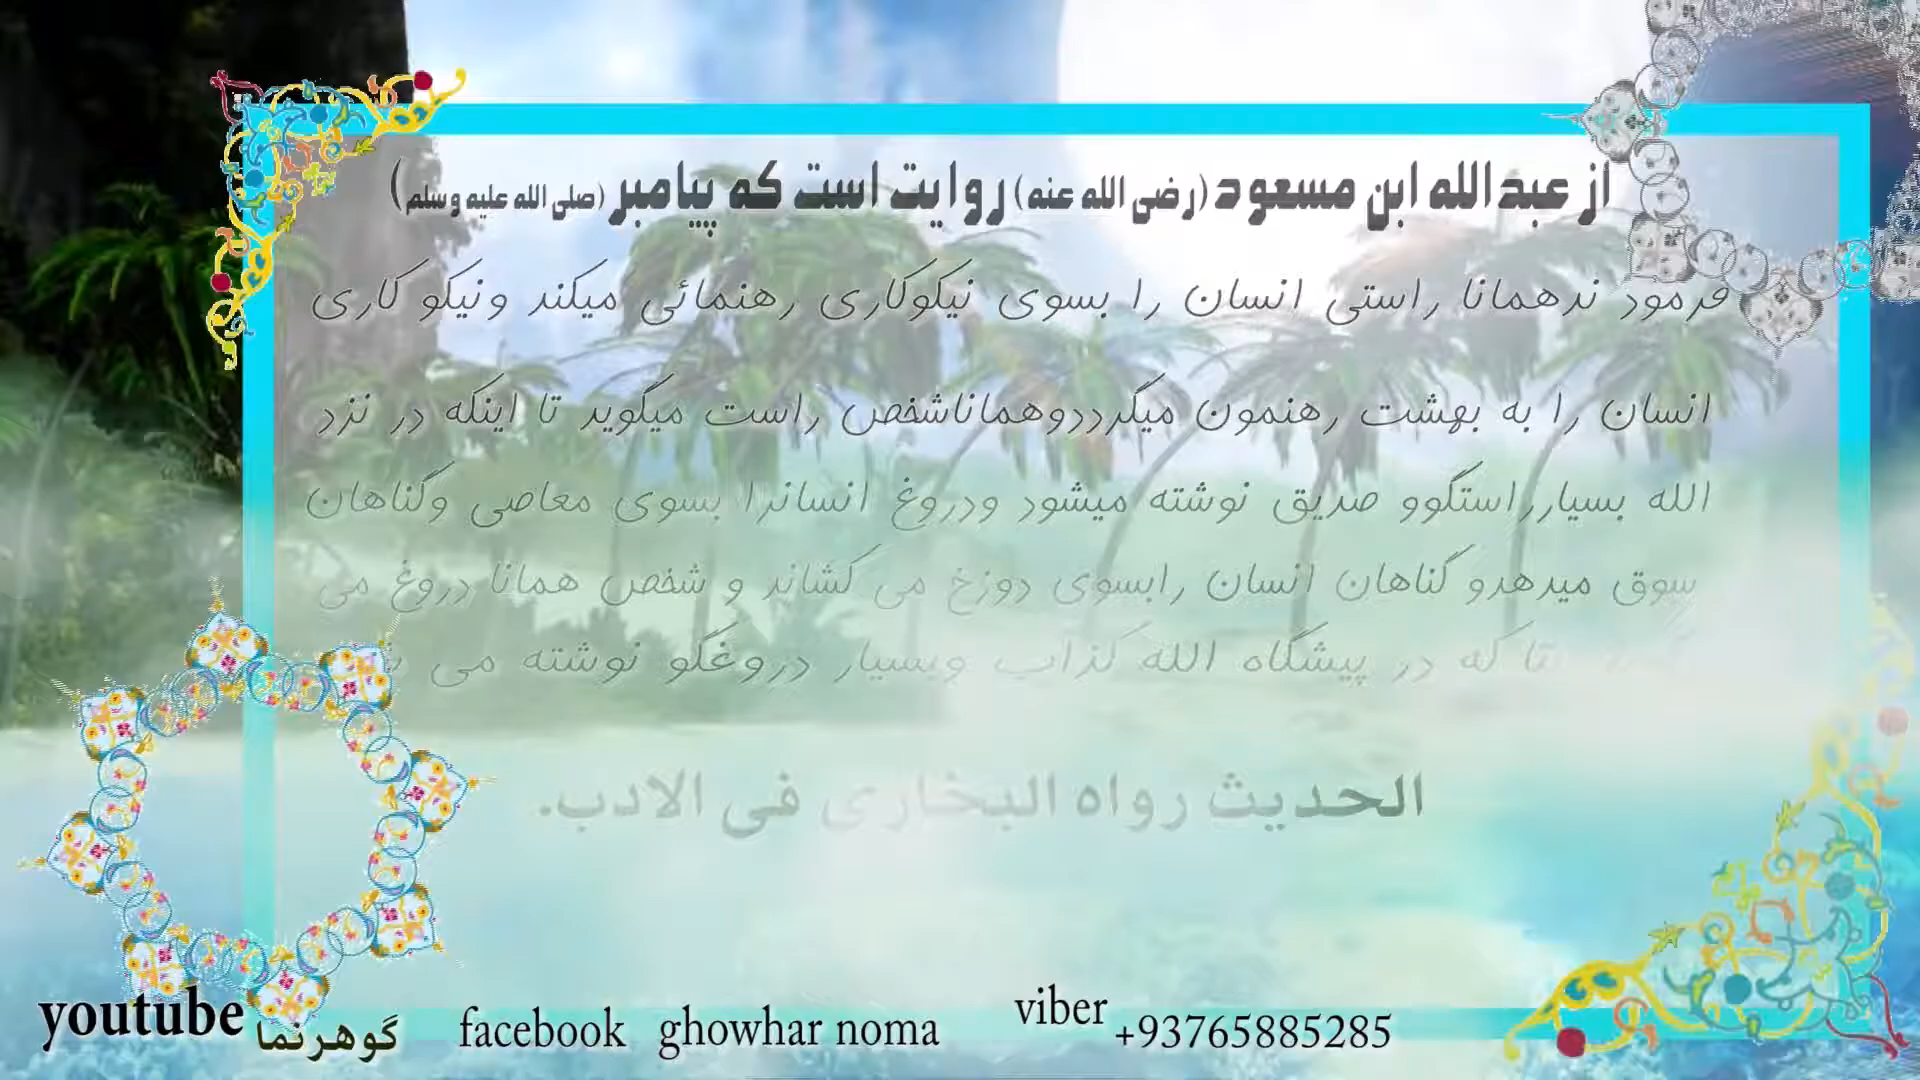 از عبدالله ابن مسعود (رضی الله عنه) روایت است که پیامبر (صلی الله علیه وسلم)
فرمود ندهمانا راستی انسان را بسوی نیکوکاری رهنمائی میکند ونیکو کاری
انسان را به بهشت رهنمون میگرددوهماناشخص راست میگوید تا اینکه در نزد
الله بسیارراستگوو صدیق نوشته میشود ودروغ انسانرا بسوی معاصی وگناهان
سوق میدهدو گناهان انسان رابسوی دوزخ می کشاند و شخص همانا دروغ می
تا که در پیشگاه الله کذاب وبسیار دروغگو نوشته می
الحدیث رواه البخاری فی الادب.
youtube گوهرنما facebook ghowhar noma viber +93765885285